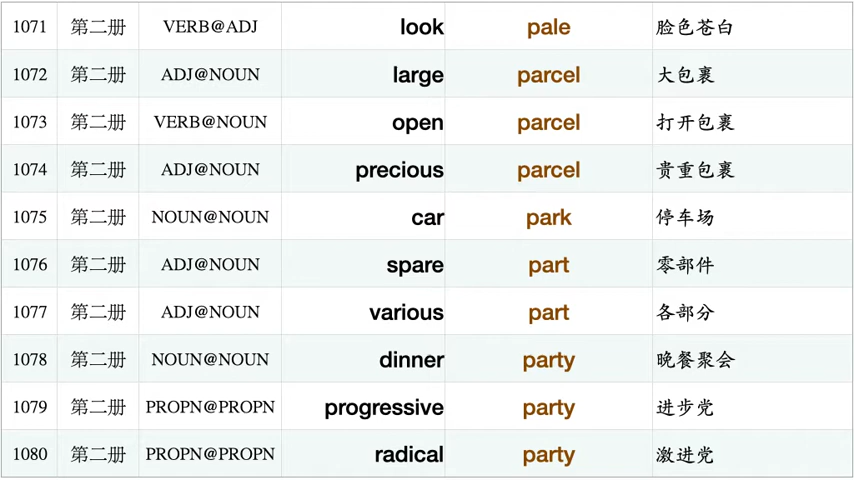 1071 第二册 VERB@ADJ look pale 脸色苍白
1072 第二册 ADJ@NOUN large parcel 大包裹
1073 第二册 VERB@NOUN open parcel 打开包裹
1074 第二册 ADJ@NOUN precious parcel 贵重包裹
1075 第二册 NOUN@NOUN car park 停车场
1076 第二册 ADJ@NOUN spare part 零部件
1077 第二册 ADJ@NOUN various part 各部分
1078 第二册 NOUN@NOUN dinner party 晚餐聚会
1079 第二册 PROPN@PROPN progressive party 进步党
1080 第二册 PROPN@PROPN radical party 激进党